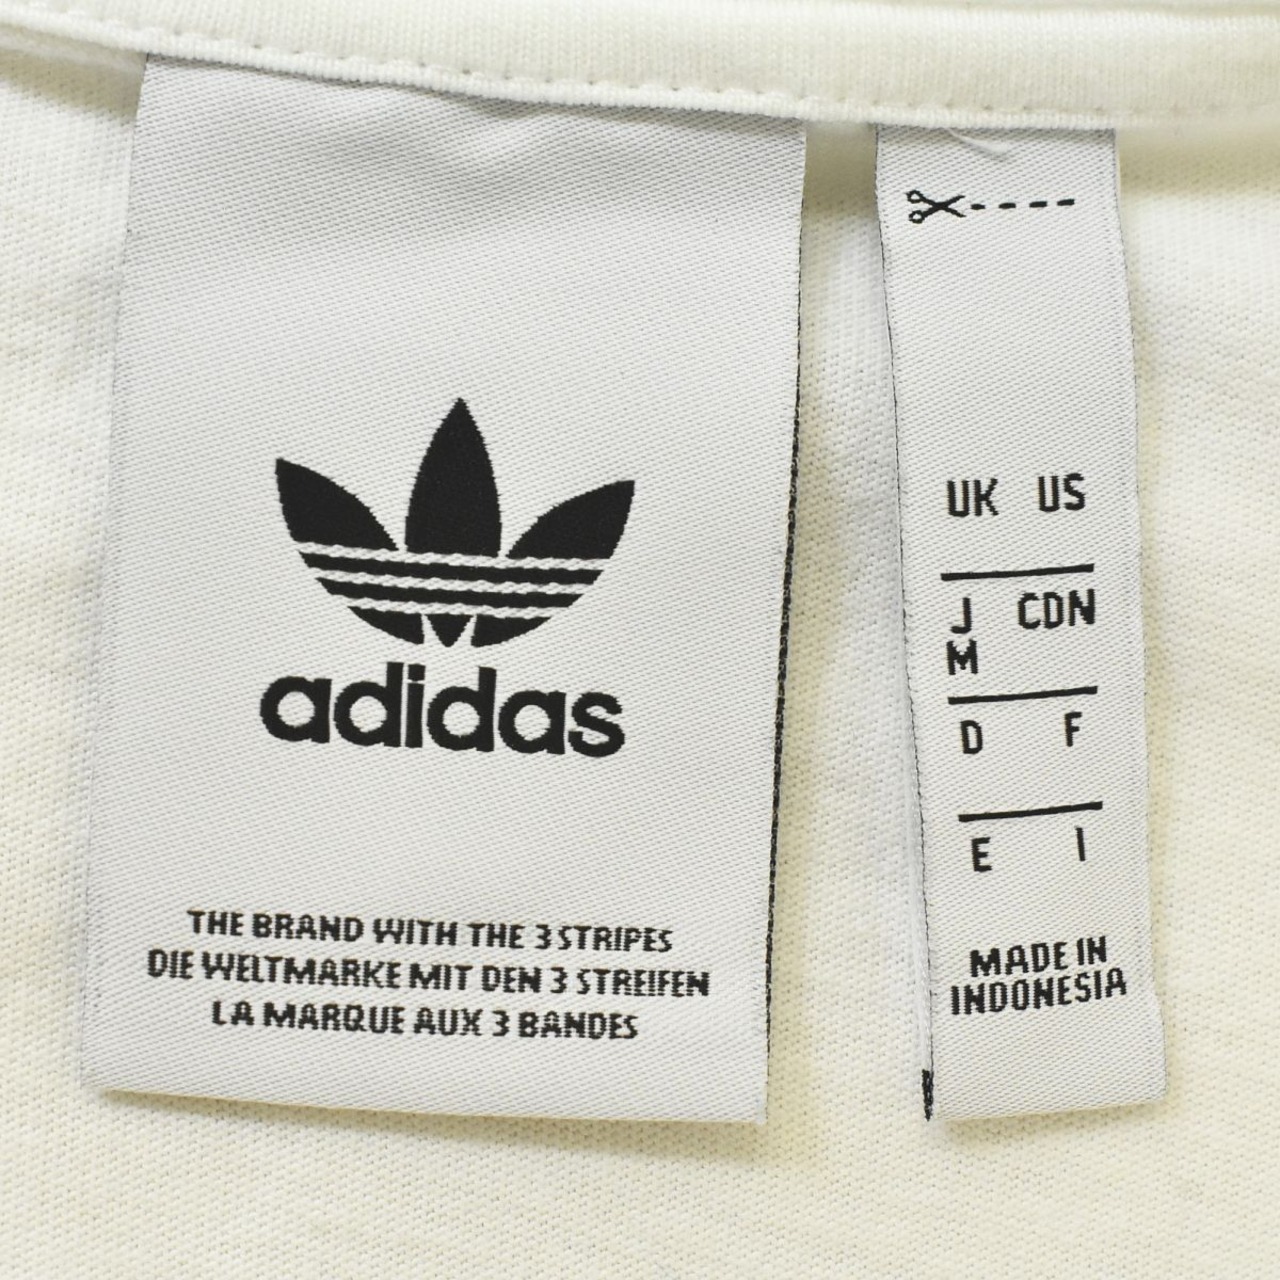 adidas
THE BRAND WITH THE 3 STRIPES
DIE WELTMARKE MIT DEN 3 STREIFEN
LA MARQUE AUX 3 BANDES
UK US
J CDN
M
D F
E I
MADE IN
INDONESIA